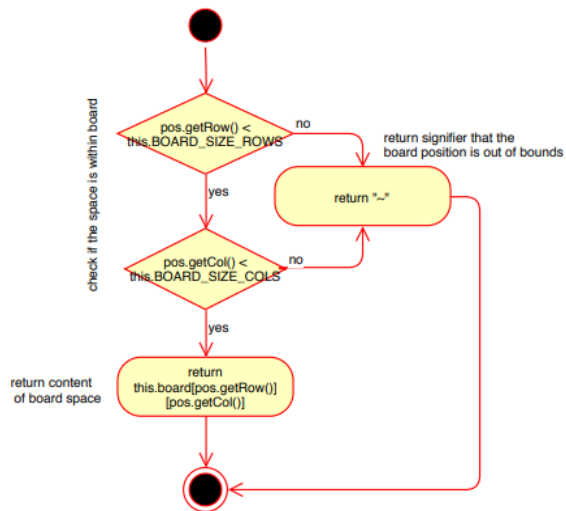 check if the space is within board
pos.getRow() <
this.BOARD_SIZE_ROWS
no
return signifier that the
board position is out of bounds
return "~"
yes
pos.getCol() <
this.BOARD_SIZE_COLS
no
yes
return content
of board space
return
this.board[pos.getRow()]
[pos.getCol()]